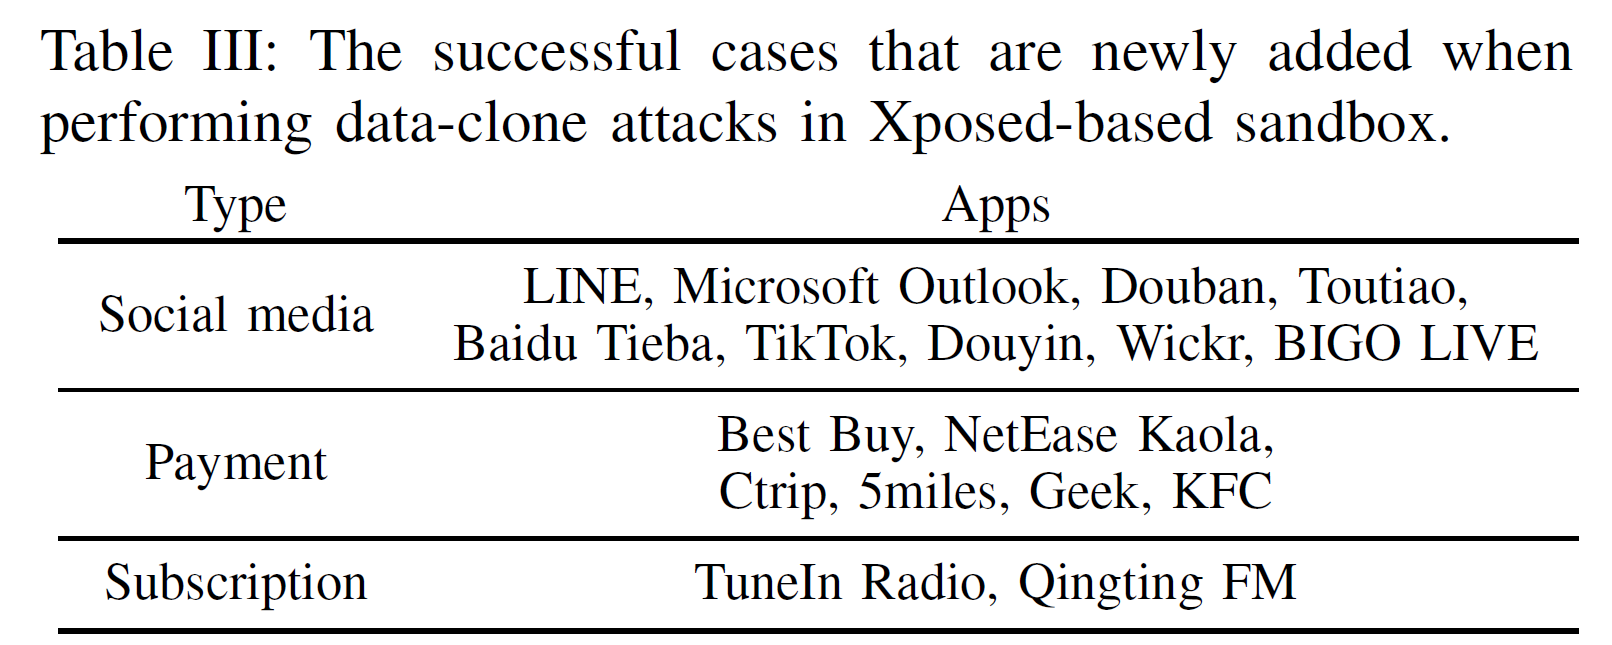 Table III: The successful cases that are newly added when
performing data-clone attacks in Xposed-based sandbox.
Type Apps
Social media LINE, Microsoft Outlook, Douban, Toutiao,
Baidu Tieba, TikTok, Douyin, Wickr, BIGO LIVE
Payment Best Buy, NetEase Kaola,
Ctrip, 5miles, Geek, KFC
Subscription TuneIn Radio, Qingting FM